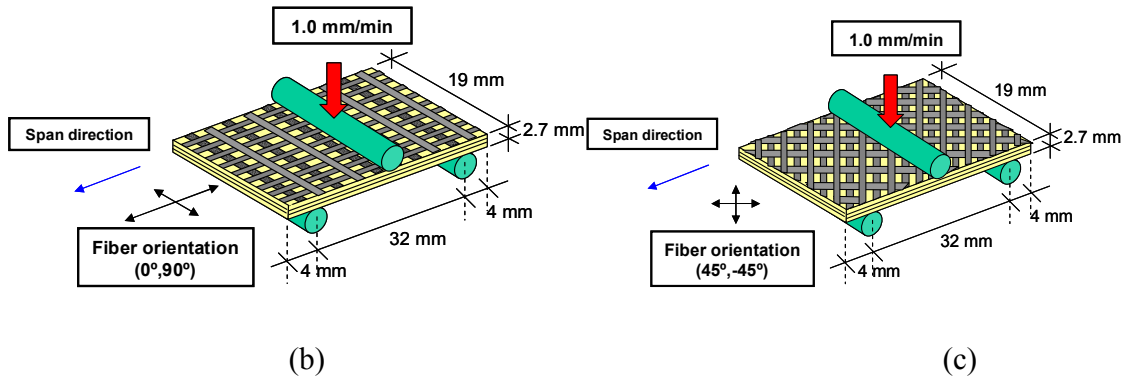 1.0 mm/min
19 mm
2.7 mm
Span direction
4 mm
32 mm
4 mm
Fiber orientation
(0º,90º)
(b)
1.0 mm/min
19 mm
2.7 mm
Span direction
4 mm
32 mm
4 mm
Fiber orientation
(45º,-45º)
(c)